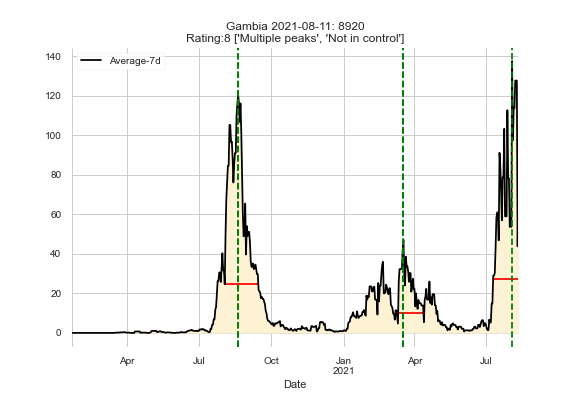 Gambia 2021-08-11: 8920
Rating:8 ['Multiple peaks', 'Not in control']
Average-7d
140
120
100
80
60
40
20
0
Apr Jul Oct Jan Apr Jul
2021
Date